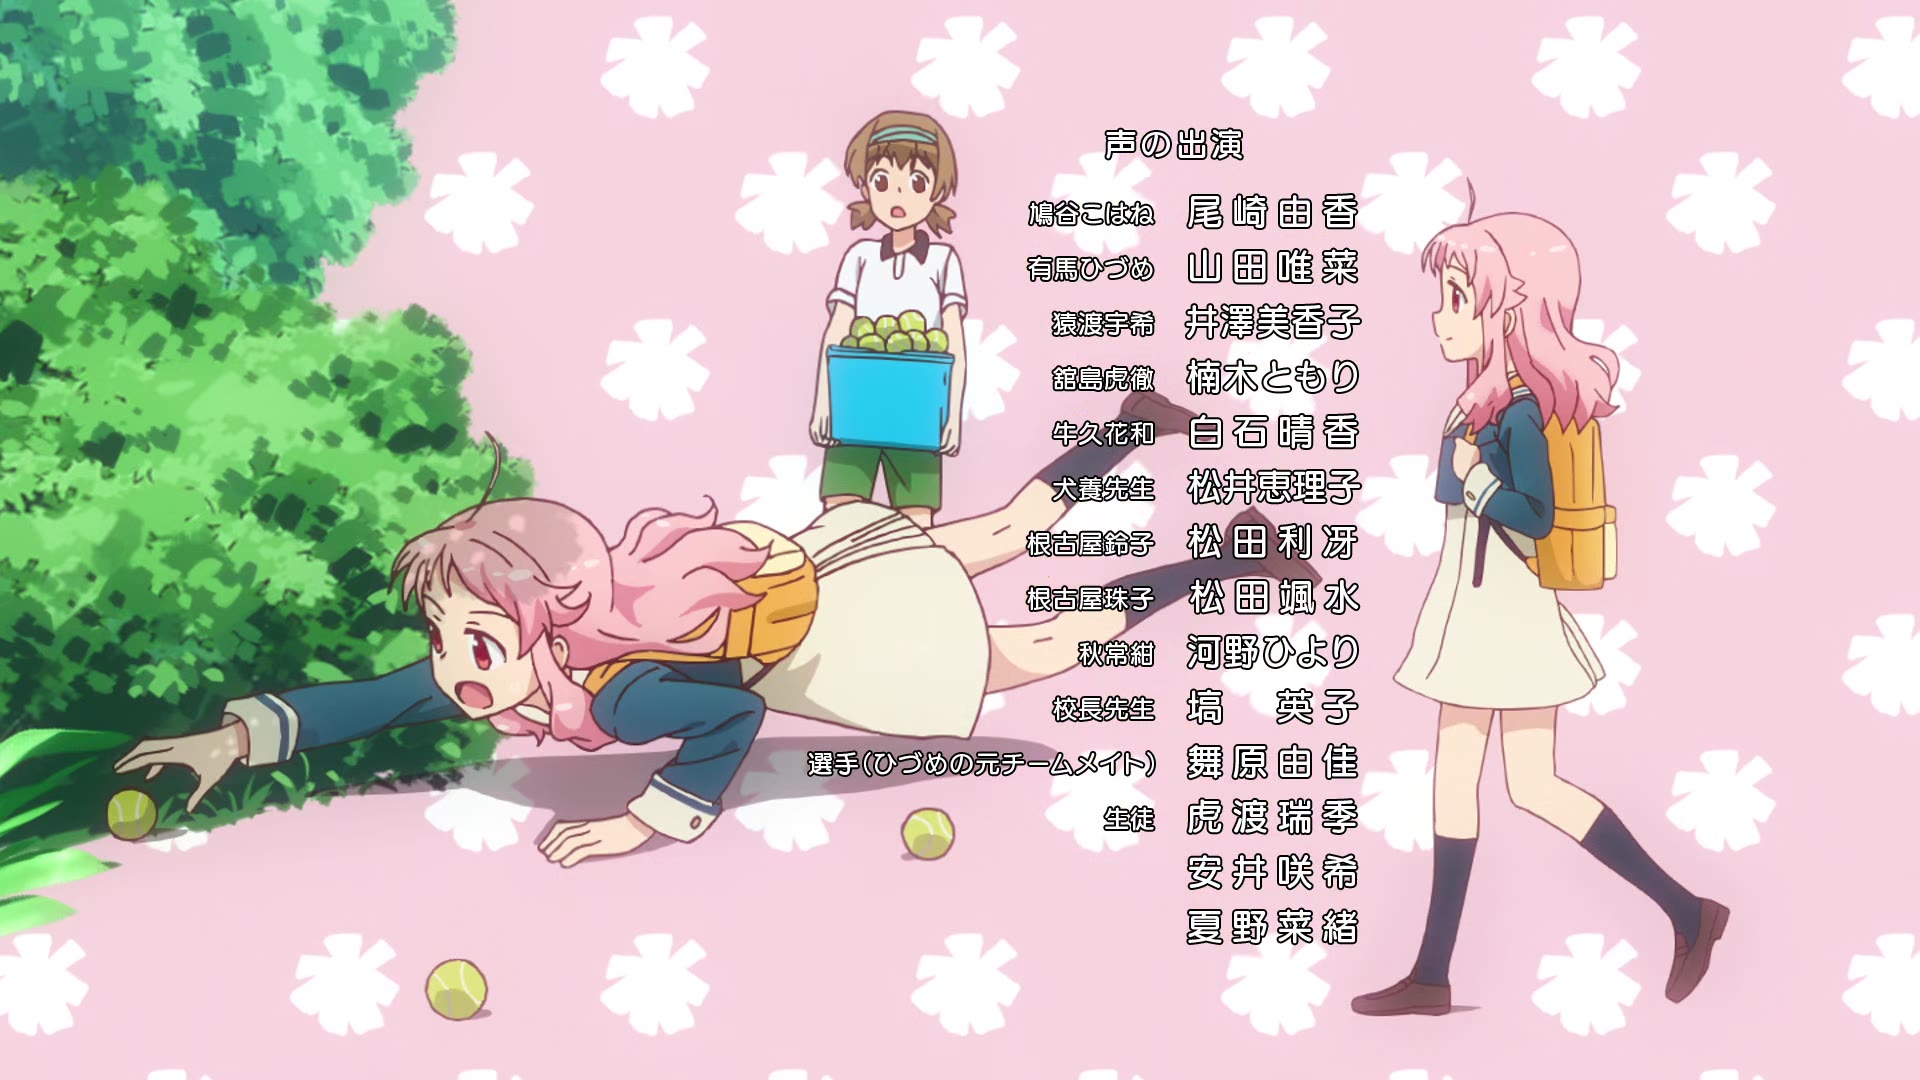 声の出演
鳩谷こはね 尾崎由香
有馬ひづめ 山田唯菜
猿渡宇希 井澤美香子
舘島虎徹 楠木ともり
牛久花和 白石晴香
犬養先生 松井恵理子
根古屋鈴子 松田利冴
根古屋珠子 松田颯水
秋常紺 河野ひより
校長先生 塙 英子
選手(ひづめの元チームメイト) 舞原由佳
生徒 虎渡瑞季
安井咲希
夏野菜緒